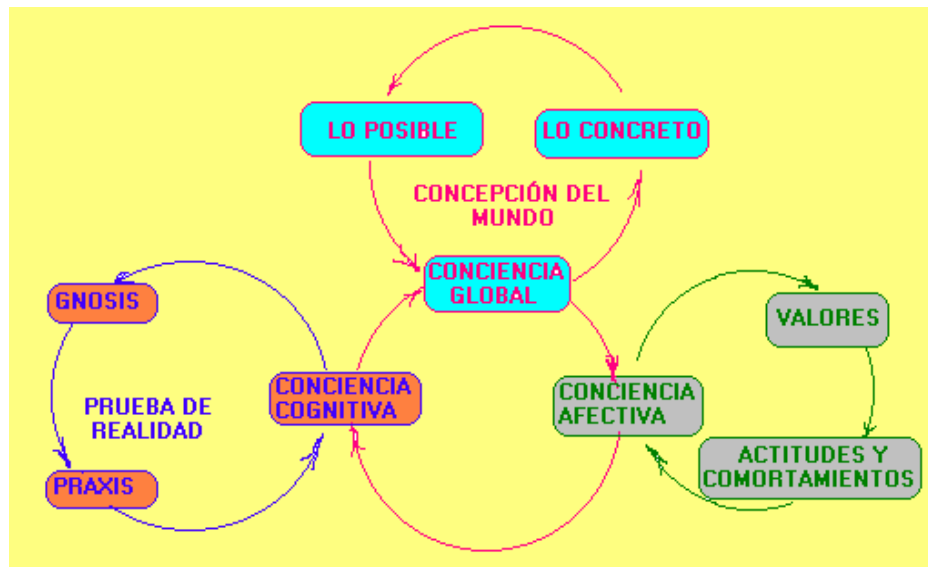 LO POSIBLE
LO CONCRETO
CONCEPCIÓN DEL
MUNDO
CONCIENCIA
GLOBAL
GNOSIS
VALORES
PRUEBA DE
REALIDAD
CONCIENCIA
COGNITIVA
CONCIENCIA
AFECTIVA
PRAXIS
ACTITUDES Y
COMORTAMIENTOS